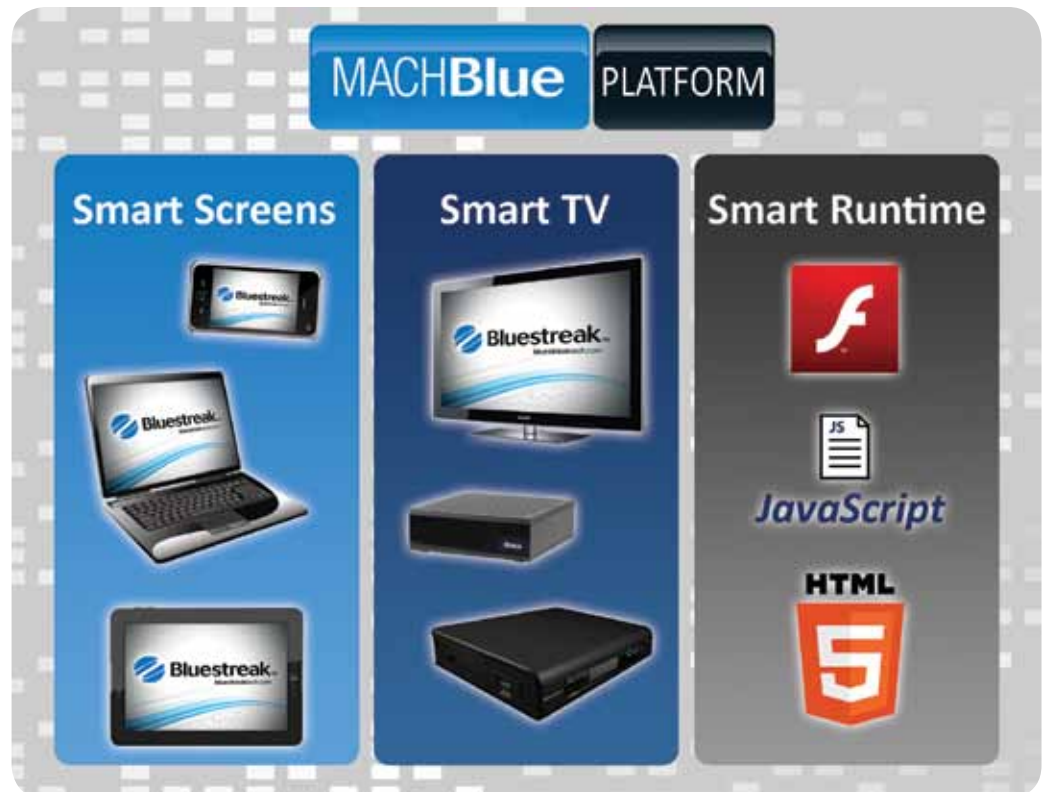 MACHBlue PLATFORM
Smart Screens
Bluestreak
Bluestreak
Bluestreak
Smart TV
Bluestreak
Smart Runtime
f
JS
JavaScript
HTML
5